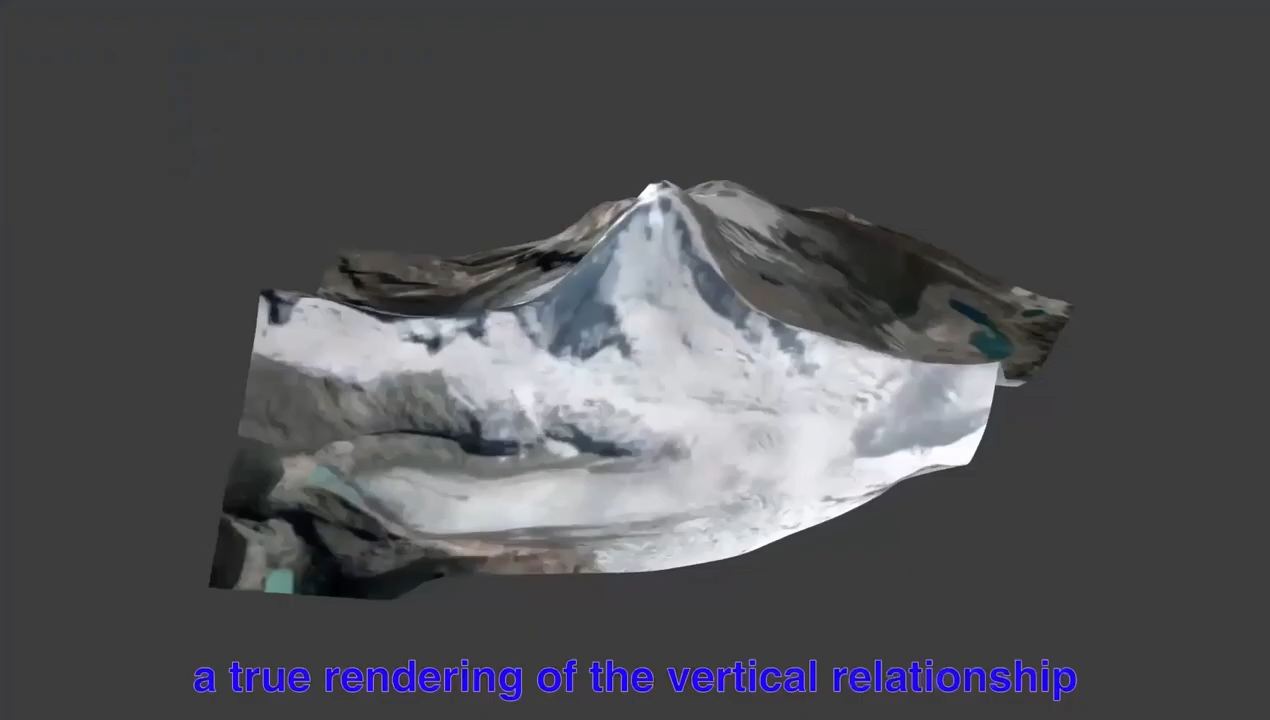 a true rendering of the vertical relationship